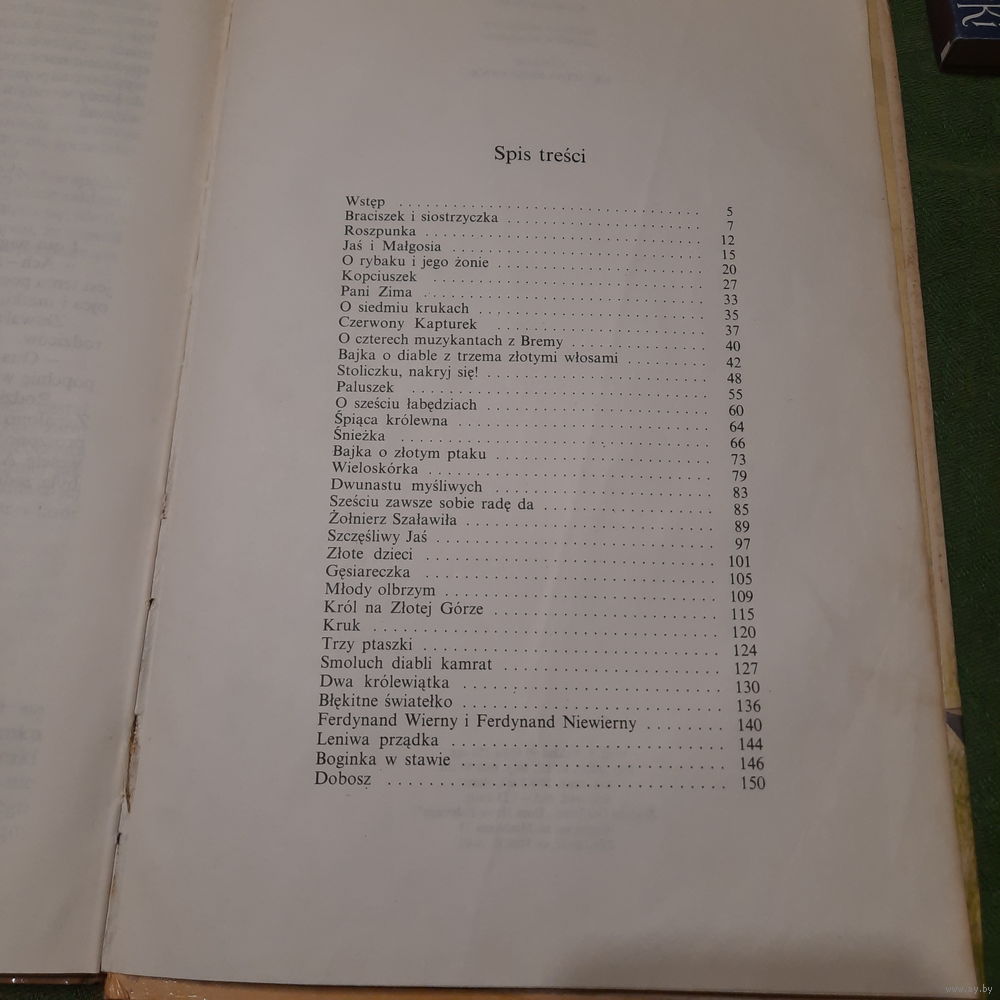 Spis treści
Wstęp . . . . . . . . . . . . . . . . . . . . . . . . . . . . . . 5
Braciszek i siostrzyczka . . . . . . . . . . . . . . . . . . . . 7
Roszpunka . . . . . . . . . . . . . . . . . . . . . . . . . . . . 12
Jaś i Małgosia . . . . . . . . . . . . . . . . . . . . . . . . . 15
O rybaku i jego żonie . . . . . . . . . . . . . . . . . . . . . 20
Kopciuszek . . . . . . . . . . . . . . . . . . . . . . . . . . . 27
Pani Zima . . . . . . . . . . . . . . . . . . . . . . . . . . . . 33
O siedmiu krukach . . . . . . . . . . . . . . . . . . . . . . . 35
Czerwony Kapturek . . . . . . . . . . . . . . . . . . . . . . . 37
O czterech muzykantach z Bremy . . . . . . . . . . . . . . 40
Bajka o diable z trzema złotymi włosami . . . . . . . . . 42
Stoliczku, nakryj się! . . . . . . . . . . . . . . . . . . . . . 48
Paluszek . . . . . . . . . . . . . . . . . . . . . . . . . . . . . 55
O sześciu łabędziach . . . . . . . . . . . . . . . . . . . . . 60
Śpiąca królewna . . . . . . . . . . . . . . . . . . . . . . . . 64
Śnieżka . . . . . . . . . . . . . . . . . . . . . . . . . . . . . 66
Bajka o złotym ptaku . . . . . . . . . . . . . . . . . . . . . 73
Wieloskórka . . . . . . . . . . . . . . . . . . . . . . . . . . . 79
Dwunastu myśliwych . . . . . . . . . . . . . . . . . . . . . 83
Sześciu zawsze sobie radę da . . . . . . . . . . . . . . . . 85
Żołnierz Szaławiła . . . . . . . . . . . . . . . . . . . . . . . 89
Szczęśliwy Jaś . . . . . . . . . . . . . . . . . . . . . . . . . 97
Złote dzieci . . . . . . . . . . . . . . . . . . . . . . . . . . . 101
Gęsiareczka . . . . . . . . . . . . . . . . . . . . . . . . . . . 105
Młody olbrzym . . . . . . . . . . . . . . . . . . . . . . . . . 109
Król na Złotej Górze . . . . . . . . . . . . . . . . . . . . . 115
Kruk . . . . . . . . . . . . . . . . . . . . . . . . . . . . . . . 120
Trzy ptaszki . . . . . . . . . . . . . . . . . . . . . . . . . . . 124
Smoluch diabli kamrat . . . . . . . . . . . . . . . . . . . . 127
Dwa królewiątka . . . . . . . . . . . . . . . . . . . . . . . . 130
Błękitne światełko . . . . . . . . . . . . . . . . . . . . . . . 136
Ferdynand Wierny i Ferdynand Niewierny . . . . . . . 140
Leniwa prządka . . . . . . . . . . . . . . . . . . . . . . . . . 144
Boginka w stawie . . . . . . . . . . . . . . . . . . . . . . . . 146
Dobosz . . . . . . . . . . . . . . . . . . . . . . . . . . . . . . 150
www.ay.by